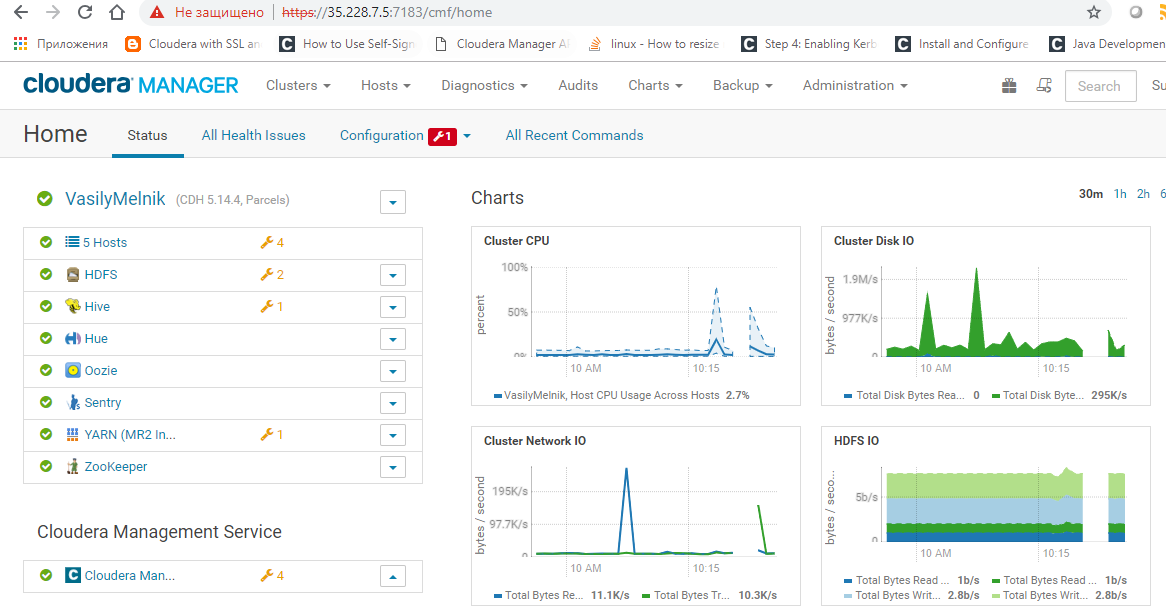 Не защищено https://35.228.7.5:7183/cmf/home
Приложения Cloudera with SSL an How to Use Self-Sign Cloudera Manager A linux - How to resize Step 4: Enabling Kerb Install and Configure Java Developmen
cloudera MANAGER Clusters Hosts Diagnostics Audits Charts Backup Administration Search Su
Home Status All Health Issues Configuration 1 All Recent Commands
VasilyMelnik (CDH 5.14.4, Parcels)
5 Hosts 4
HDFS 2
Hive 1
Hue
Oozie
Sentry
YARN (MR2 In... 1
ZooKeeper
Cloudera Management Service
Cloudera Man... 4
Charts 30m 1h 2h 6
Cluster CPU
percent
100%
50%
0%
10 AM 10:15
VasilyMelnik, Host CPU Usage Across Hosts 2.7%
Cluster Disk IO
bytes / second
1.9M/s
977K/s
0
10 AM 10:15
Total Disk Bytes Rea... 0 Total Disk Byte... 295K/s
Cluster Network IO
bytes / second
195K/s
97.7K/s
0
10 AM 10:15
Total Bytes Re... 11.1K/s Total Bytes Tr... 10.3K/s
HDFS IO
bytes / seco...
5b/s
0
10 AM 10:15
Total Bytes Read ... 1b/s Total Bytes Read ... 1b/s
Total Bytes Writ... 2.8b/s Total Bytes Writ... 2.8b/s